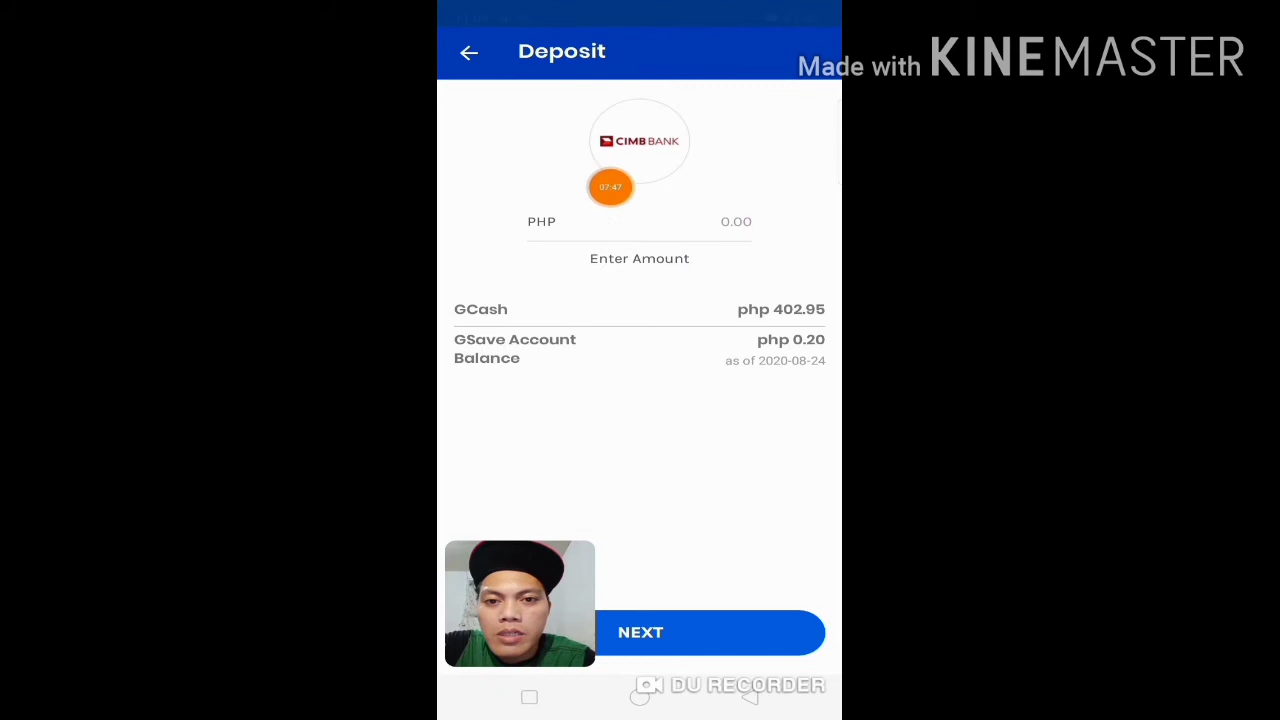 Deposit
Made with KINEMASTER
CIMB BANK
07:47
PHP 0.00
Enter Amount
GCash php 402.95
GSave Account php 0.20
Balance as of 2020-08-24
NEXT
DU RECORDER